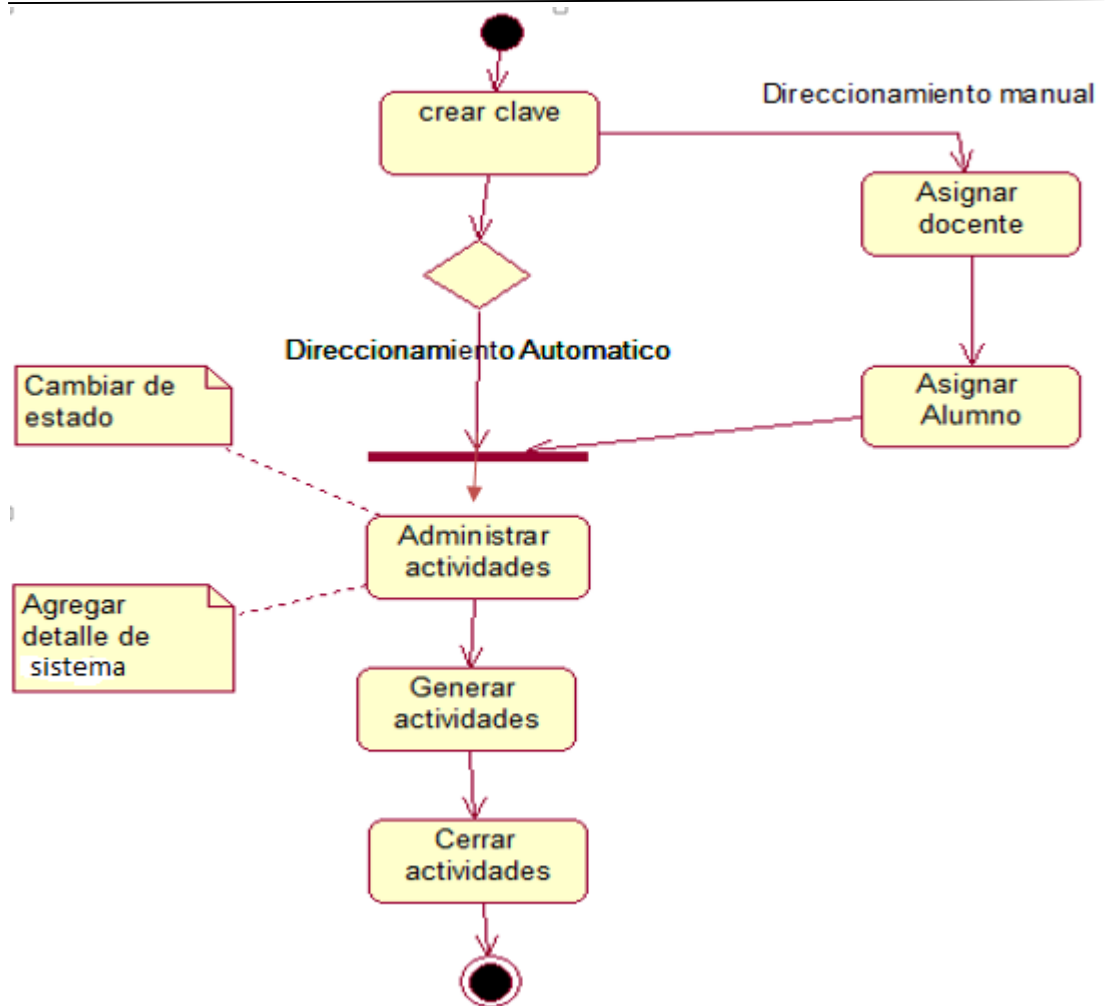 crear clave
Direccionamiento manual
Asignar
docente
Direccionamiento Automatico
Cambiar de
estado
Asignar
Alumno
Administrar
actividades
Agregar
detalle de
sistema
Generar
actividades
Cerrar
actividades